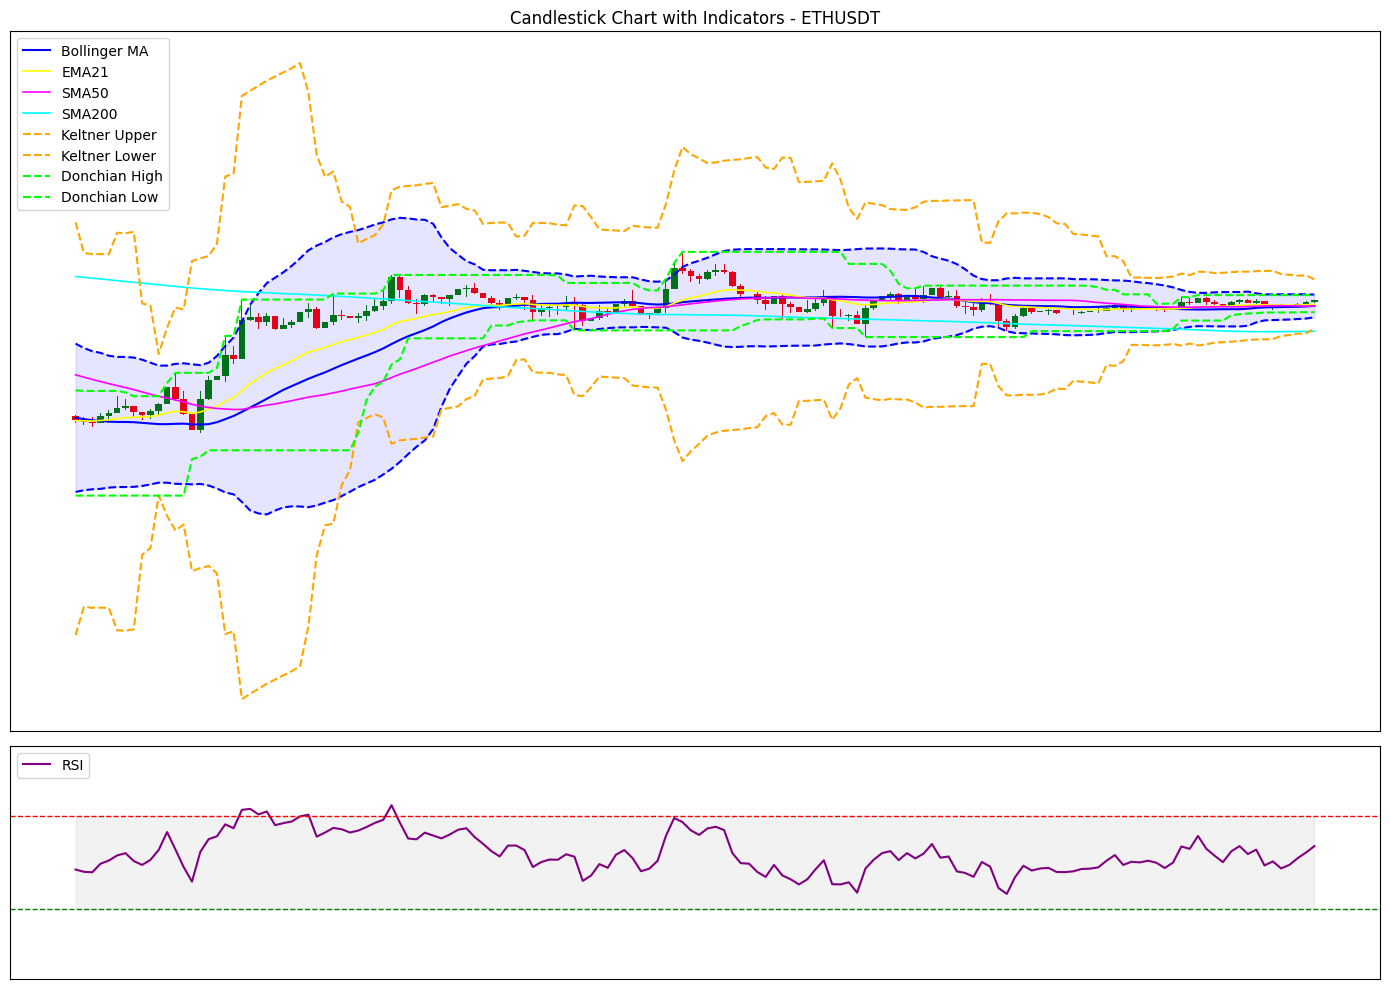 Candlestick Chart with Indicators - ETHUSDT
Bollinger MA
EMA21
SMA50
SMA200
Keltner Upper
Keltner Lower
Donchian High
Donchian Low
RSI